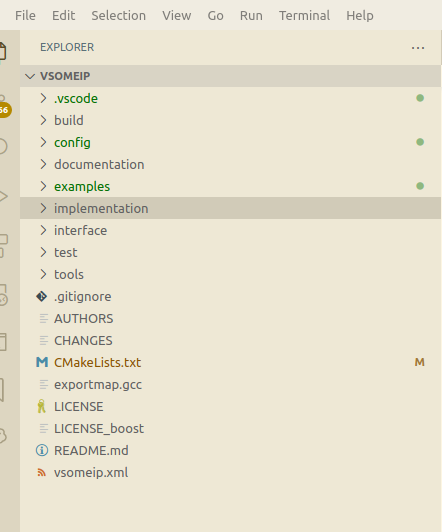 File Edit Selection View Go Run Terminal Help
EXPLORER ...
VSOMEIP
.vscode
build
config
documentation
examples
implementation
interface
test
tools
.gitignore
AUTHORS
CHANGES
CMakeLists.txt M
exportmap.gcc
LICENSE
LICENSE_boost
README.md
vsomeip.xml